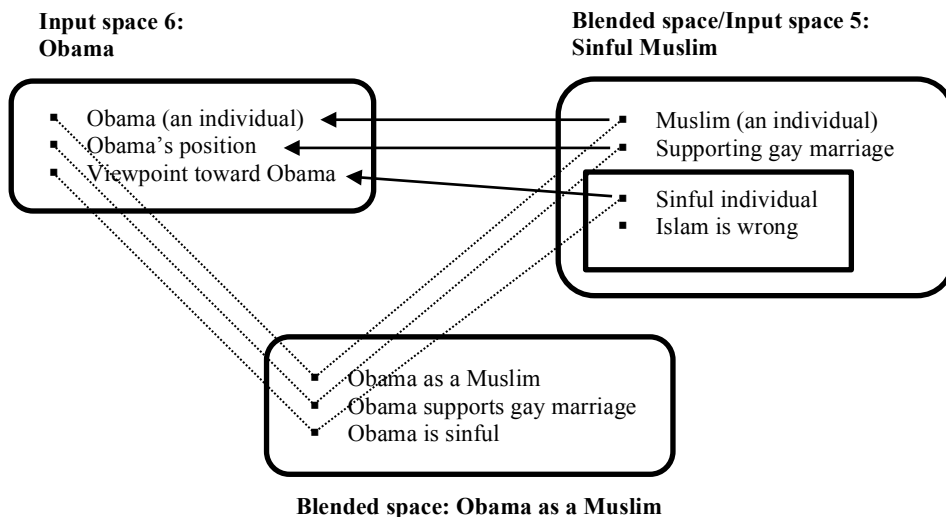 Input space 6:
Obama
Blended space/Input space 5:
Sinful Muslim
Obama (an individual)
Obama's position
Viewpoint toward Obama
Muslim (an individual)
Supporting gay marriage
Sinful individual
Islam is wrong
Obama as a Muslim
Obama supports gay marriage
Obama is sinful
Blended space: Obama as a Muslim